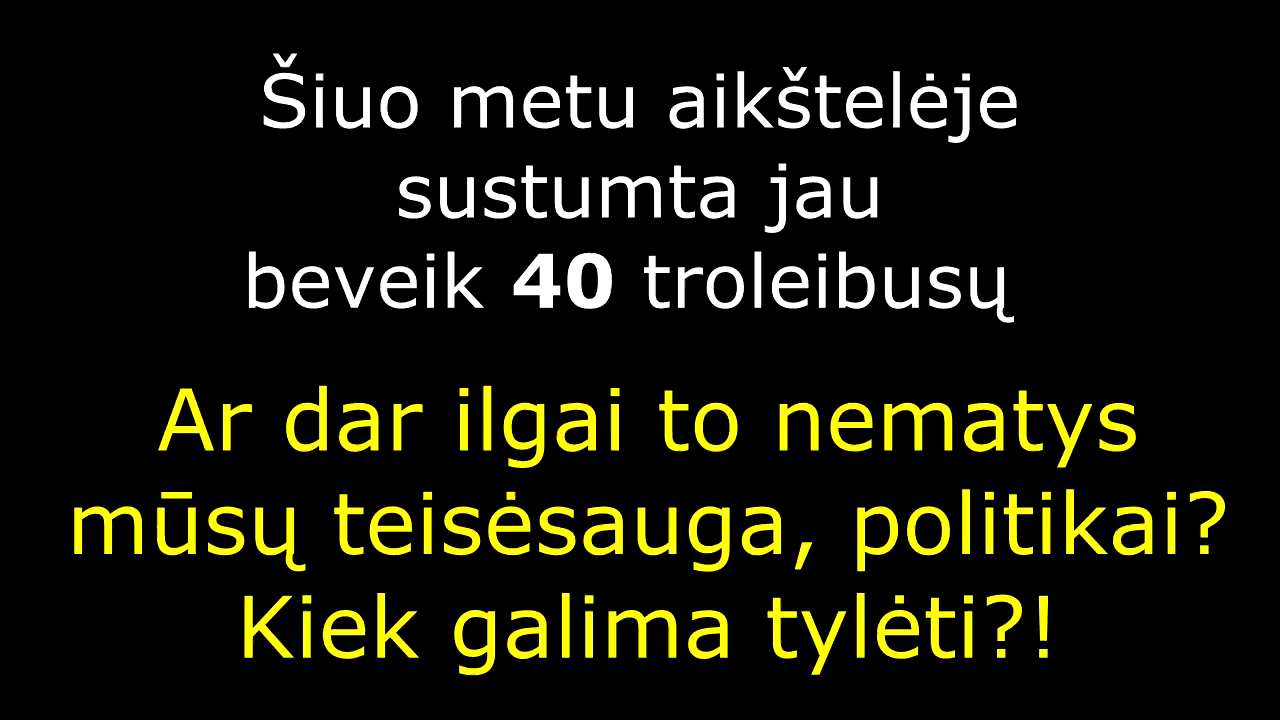 Šiuo metu aikštelėje
sustumta jau
beveik 40 troleibusų
Ar dar ilgai to nematys
mūsų teisėsauga, politikai?
Kiek galima tylėti?!